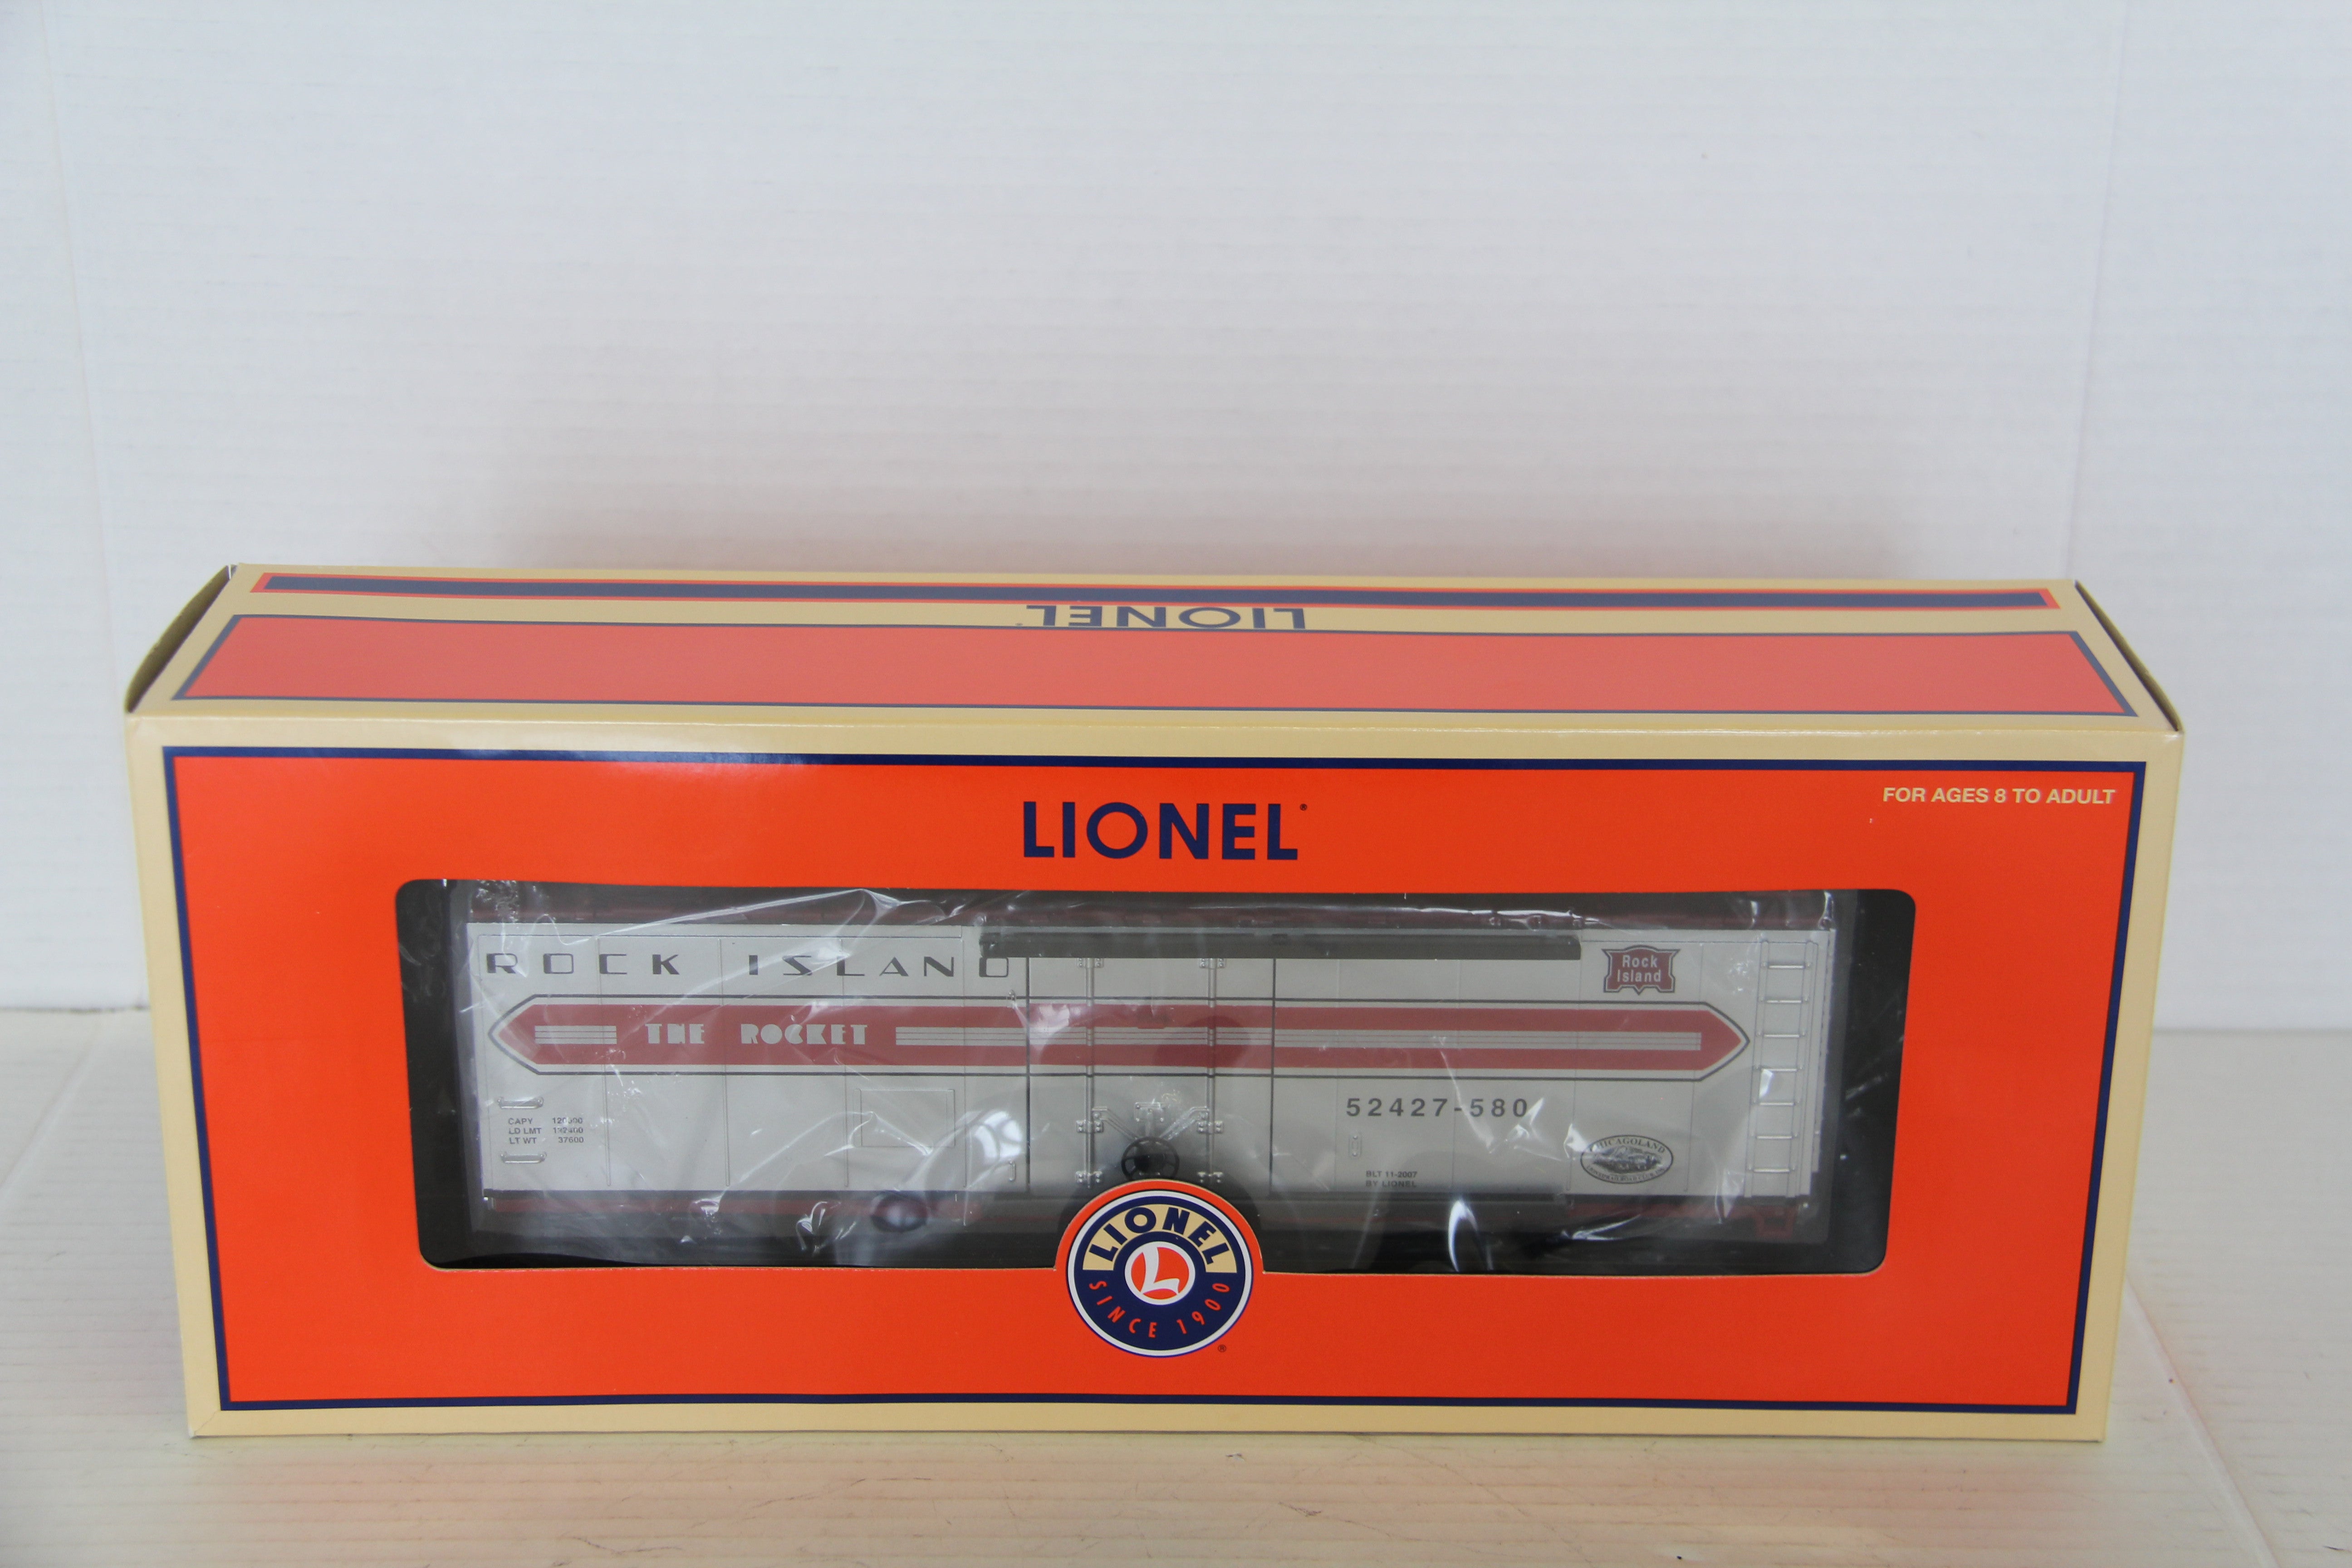 LIONEL
FOR AGES 8 TO ADULT
LIONEL
ROCK ISLAND
Rock
Island
THE ROCKET
52427-580
CAPY
LD LMT
LT WT 37600
BLT 11-2007
BY LIONEL
CHICAGOLAND
LIONEL
L
SINCE 1900